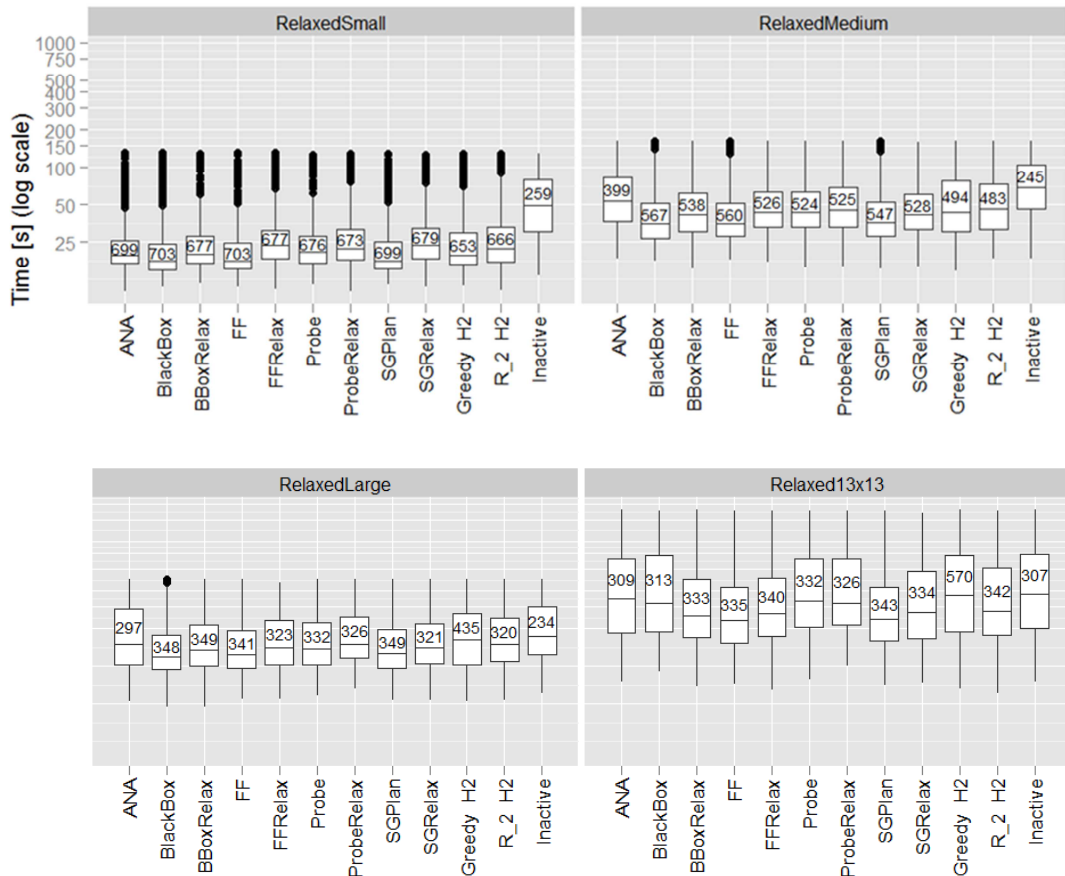 RelaxedSmall
RelaxedMedium
Time [s] (log scale)
1000
750
500
400
300
200
150
100
50
25
699
703
677
703
677
676
673
699
679
653
666
259
399
567
538
560
526
524
525
547
528
494
483
245
ANA
BlackBox
BBoxRelax
FF
FFRelax
Probe
ProbeRelax
SGPlan
SGRelax
Greedy H2
R_2 H2
Inactive
ANA
BlackBox
BBoxRelax
FF
FFRelax
Probe
ProbeRelax
SGPlan
SGRelax
Greedy H2
R_2 H2
Inactive
RelaxedLarge
Relaxed13x13
297
348
349
341
323
332
326
349
321
435
320
234
309
313
333
335
340
332
326
343
334
570
342
307
ANA
BlackBox
BBoxRelax
FF
FFRelax
Probe
ProbeRelax
SGPlan
SGRelax
Greedy H2
R_2 H2
Inactive
ANA
BlackBox
BBoxRelax
FF
FFRelax
Probe
ProbeRelax
SGPlan
SGRelax
Greedy H2
R_2 H2
Inactive